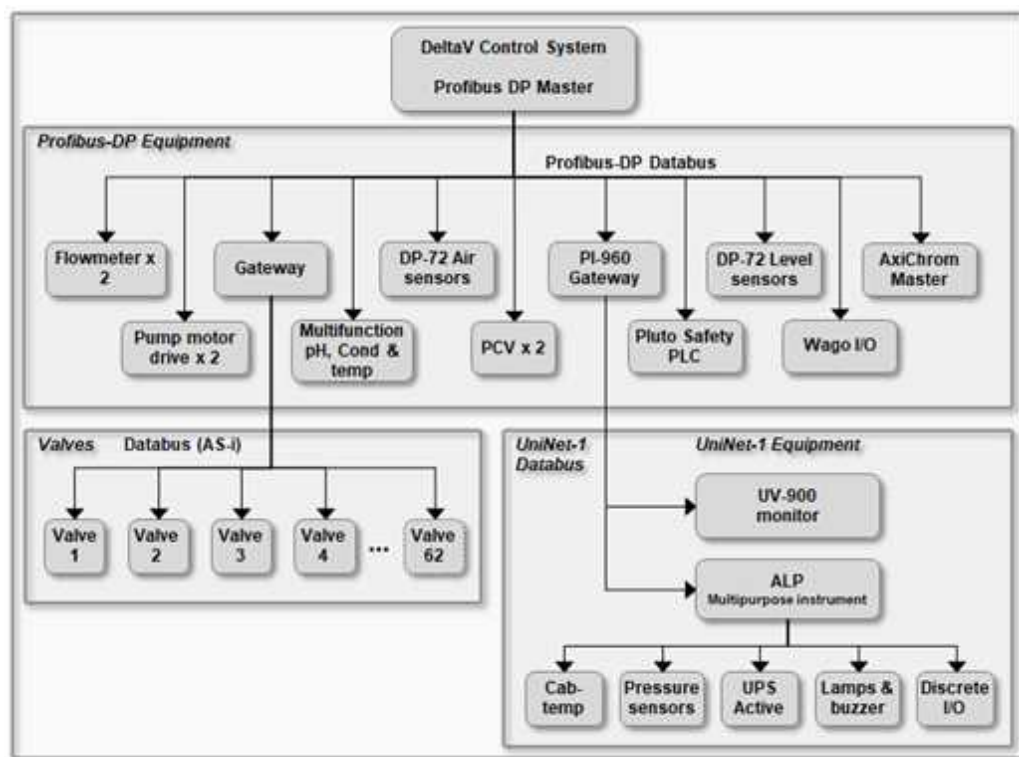 DeltaV Control System
Profibus DP Master
Profibus-DP Equipment
Profibus-DP Databus
Flowmeter x
2
Gateway
DP-72 Air
sensors
PI-960
Gateway
DP-72 Level
sensors
AxiChrom
Master
Pump motor
drive x 2
Multifunction
pH, Cond &
temp
PCV x 2
Pluto Safety
PLC
Wago I/O
Valves
Databus (AS-i)
Valve
1
Valve
2
Valve
3
Valve
4
...
Valve
62
UniNet-1
Databus
UniNet-1 Equipment
UV-900
monitor
ALP
Multipurpose instrument
Cab-
temp
Pressure
sensors
UPS
Active
Lamps &
buzzer
Discrete
I/O